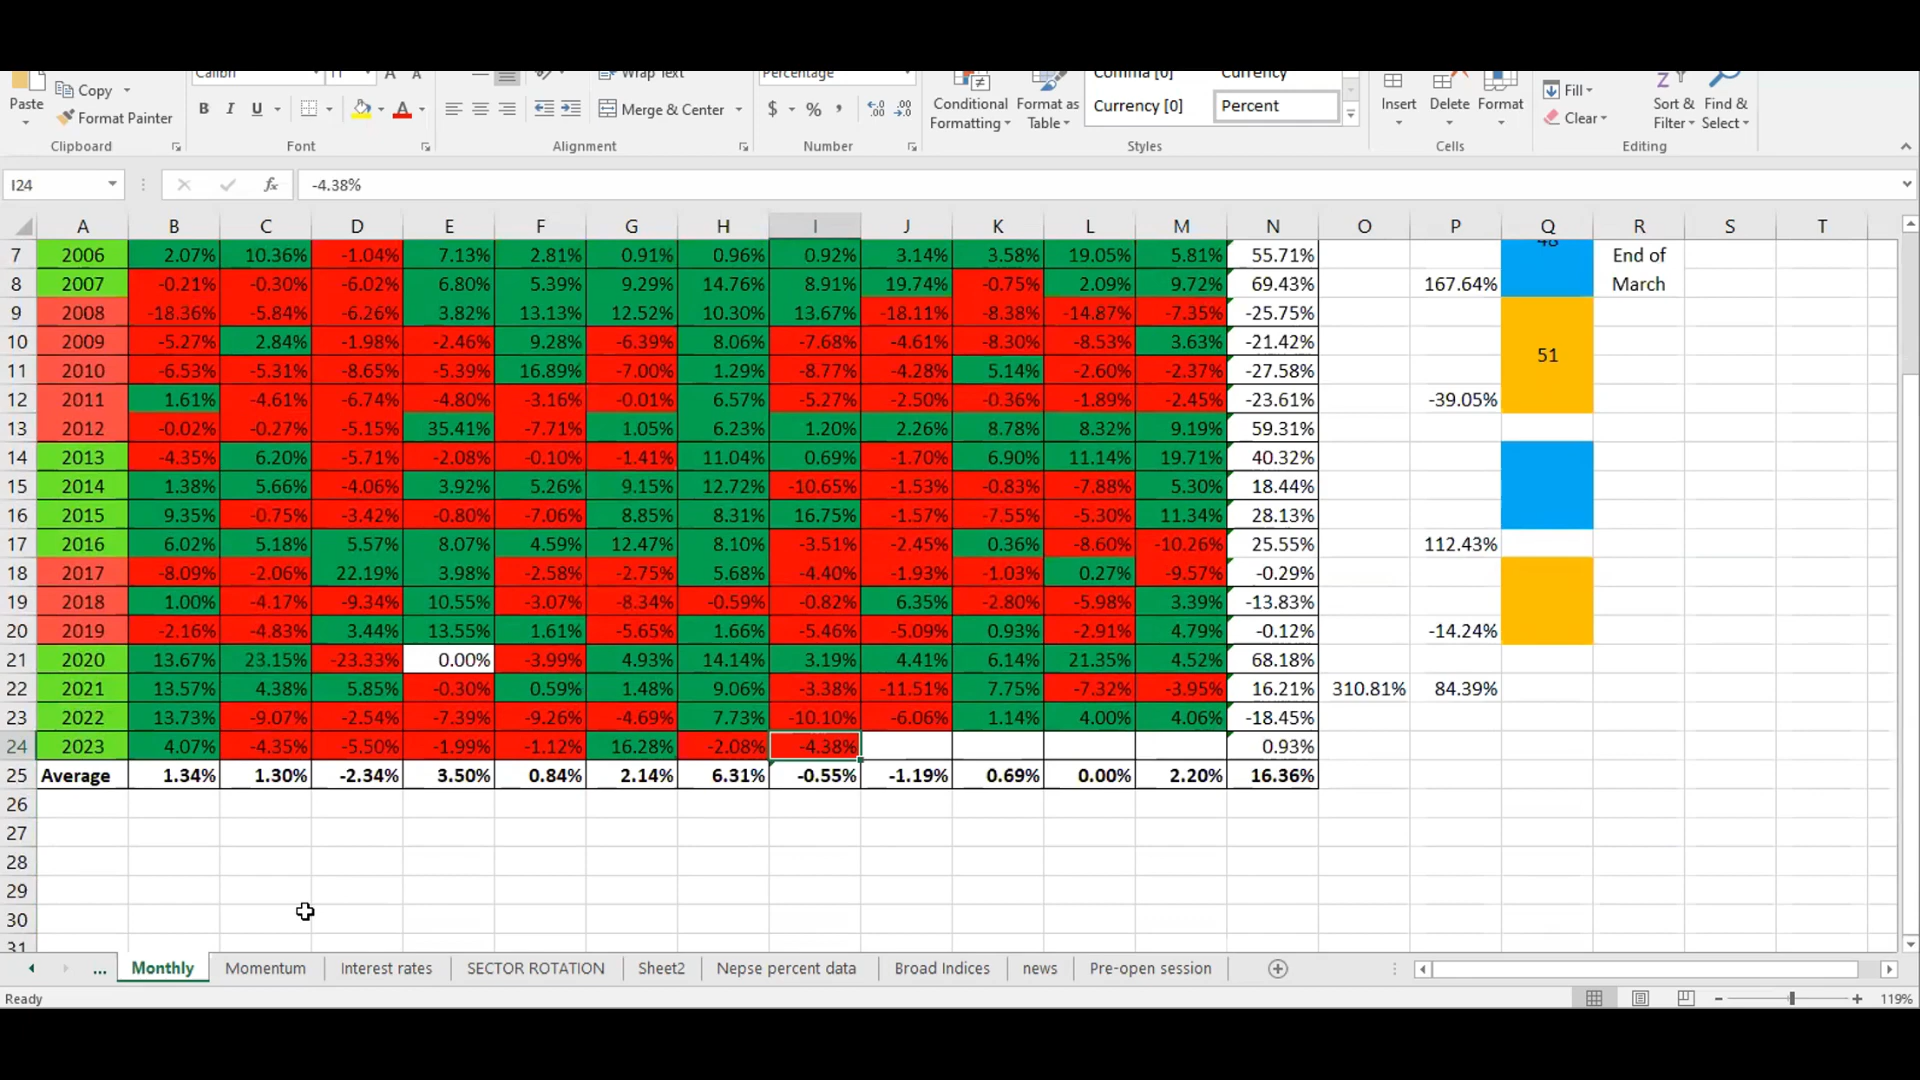 Calibri 11 A A Wrap Text Percentage Comma [0] Currency
Paste Copy Format Painter B I U A Merge & Center $ % , Conditional Formatting Format as Table Currency [0] Percent Insert Delete Format Fill Clear Sort & Filter Find & Select
Clipboard Font Alignment Number Styles Cells Editing
I24 fx -4.38%
A B C D E F G H I J K L M N O P Q R S T
7 2006 2.07% 10.36% -1.04% 7.13% 2.81% 0.91% 0.96% 0.92% 3.14% 3.58% 19.05% 5.81% 55.71% 48 End of
8 2007 -0.21% -0.30% -6.02% 6.80% 5.39% 9.29% 14.76% 8.91% 19.74% -0.75% 2.09% 9.72% 69.43% 167.64% March
9 2008 -18.36% -5.84% -6.26% 3.82% 13.13% 12.52% 10.30% 13.67% -18.11% -8.38% -14.87% -7.35% -25.75%
10 2009 -5.27% 2.84% -1.98% -2.46% 9.28% -6.39% 8.06% -7.68% -4.61% -8.30% -8.53% 3.63% -21.42% 51
11 2010 -6.53% -5.31% -8.65% -5.39% 16.89% -7.00% 1.29% -8.77% -4.28% 5.14% -2.60% -2.37% -27.58%
12 2011 1.61% -4.61% -6.74% -4.80% -3.16% -0.01% 6.57% -5.27% -2.50% -0.36% -1.89% -2.45% -23.61% -39.05%
13 2012 -0.02% -0.27% -5.15% 35.41% -7.71% 1.05% 6.23% 1.20% 2.26% 8.78% 8.32% 9.19% 59.31%
14 2013 -4.35% 6.20% -5.71% -2.08% -0.10% -1.41% 11.04% 0.69% -1.70% 6.90% 11.14% 19.71% 40.32%
15 2014 1.38% 5.66% -4.06% 3.92% 5.26% 9.15% 12.72% -10.65% -1.53% -0.83% -7.88% 5.30% 18.44%
16 2015 9.35% -0.75% -3.42% -0.80% -7.06% 8.85% 8.31% 16.75% -1.57% -7.55% -5.30% 11.34% 28.13%
17 2016 6.02% 5.18% 5.57% 8.07% 4.59% 12.47% 8.10% -3.51% -2.45% 0.36% -8.60% -10.26% 25.55% 112.43%
18 2017 -8.09% -2.06% 22.19% 3.98% -2.58% -2.75% 5.68% -4.40% -1.93% -1.03% 0.27% -9.57% -0.29%
19 2018 1.00% -4.17% -9.34% 10.55% -3.07% -8.34% -0.59% -0.82% 6.35% -2.80% -5.98% 3.39% -13.83%
20 2019 -2.16% -4.83% 3.44% 13.55% 1.61% -5.65% 1.66% -5.46% -5.09% 0.93% -2.91% 4.79% -0.12% -14.24%
21 2020 13.67% 23.15% -23.33% 0.00% -3.99% 4.93% 14.14% 3.19% 4.41% 6.14% 21.35% 4.52% 68.18%
22 2021 13.57% 4.38% 5.85% -0.30% 0.59% 1.48% 9.06% -3.38% -11.51% 7.75% -7.32% -3.95% 16.21% 310.81% 84.39%
23 2022 13.73% -9.07% -2.54% -7.39% -9.26% -4.69% 7.73% -10.10% -6.06% 1.14% 4.00% 4.06% -18.45%
24 2023 4.07% -4.35% -5.50% -1.99% -1.12% 16.28% -2.08% -4.38% 0.93%
25 Average 1.34% 1.30% -2.34% 3.50% 0.84% 2.14% 6.31% -0.55% -1.19% 0.69% 0.00% 2.20% 16.36%
26
27
28
29
30
31
... Monthly Momentum Interest rates SECTOR ROTATION Sheet2 Nepse percent data Broad Indices news Pre-open session
Ready 119%